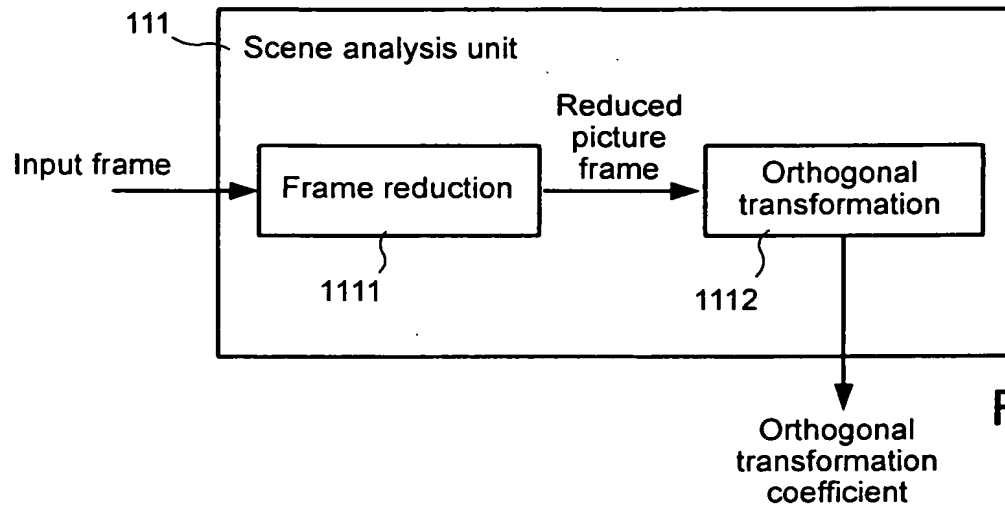 111
Scene analysis unit
Input frame
Frame reduction
1111
Reduced
picture
frame
Orthogonal
transformation
1112
Orthogonal
transformation
coefficient